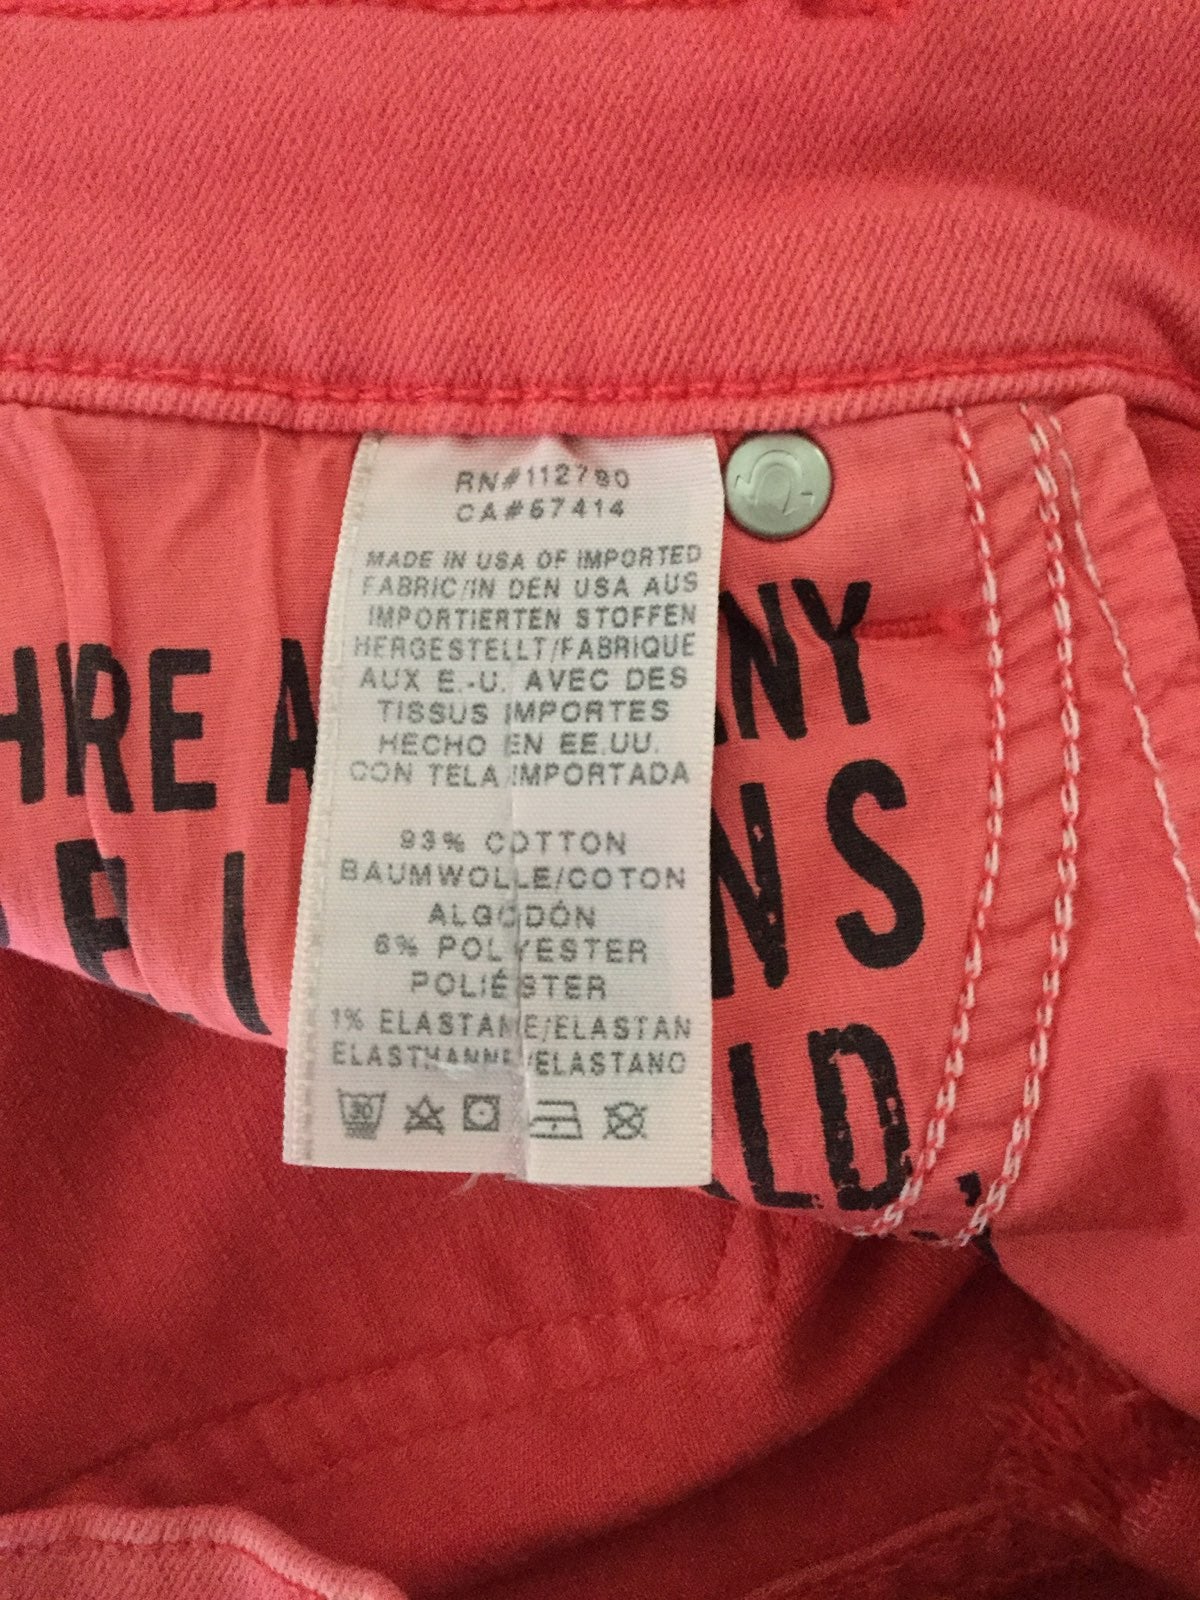 RN#112790
CA#57414
MADE IN USA OF IMPORTED
FABRIC/IN DEN USA AUS
IMPORTIERTEN STOFFEN
HERGESTELLT/FABRIQUE
AUX E.-U. AVEC DES
TISSUS IMPORTES
HECHO EN EE.UU.
CON TELA IMPORTADA
93% COTTON
BAUMWOLLE/COTON
ALGODÓN
6% POLYESTER
POLIÉSTER
1% ELASTANE/ELASTAN
ELASTHANNE/ELASTANO
30